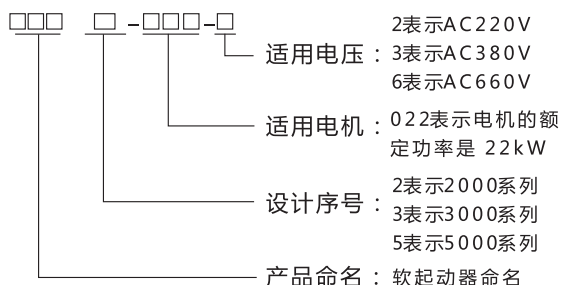 □□□ □-□□□-□
适用电压：2表示AC220V
3表示AC380V
6表示AC660V
适用电机：022表示电机的额
定功率是 22kW
设计序号：2表示2000系列
3表示3000系列
5表示5000系列
产品命名：软起动器命名